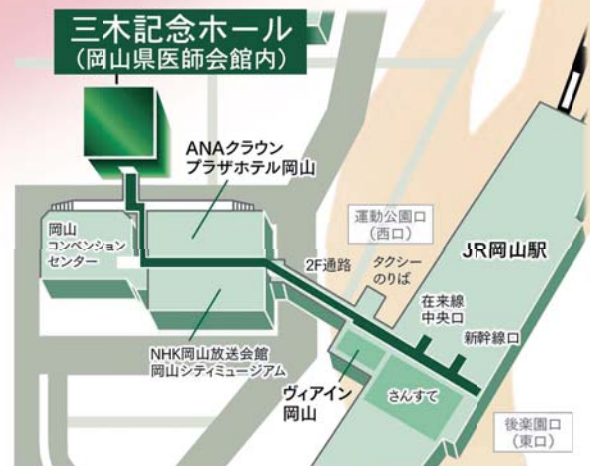 三木記念ホール
(岡山県医師会館内)
ANAクラウン
プラザホテル岡山
岡山
コンベンション
センター
運動公園口
(西口)
JR岡山駅
2F通路
タクシー
のりば
在来線
中央口
新幹線口
NHK岡山放送会館
岡山シティミュージアム
ヴィアイン
岡山
さんすて
後楽園口
(東口)